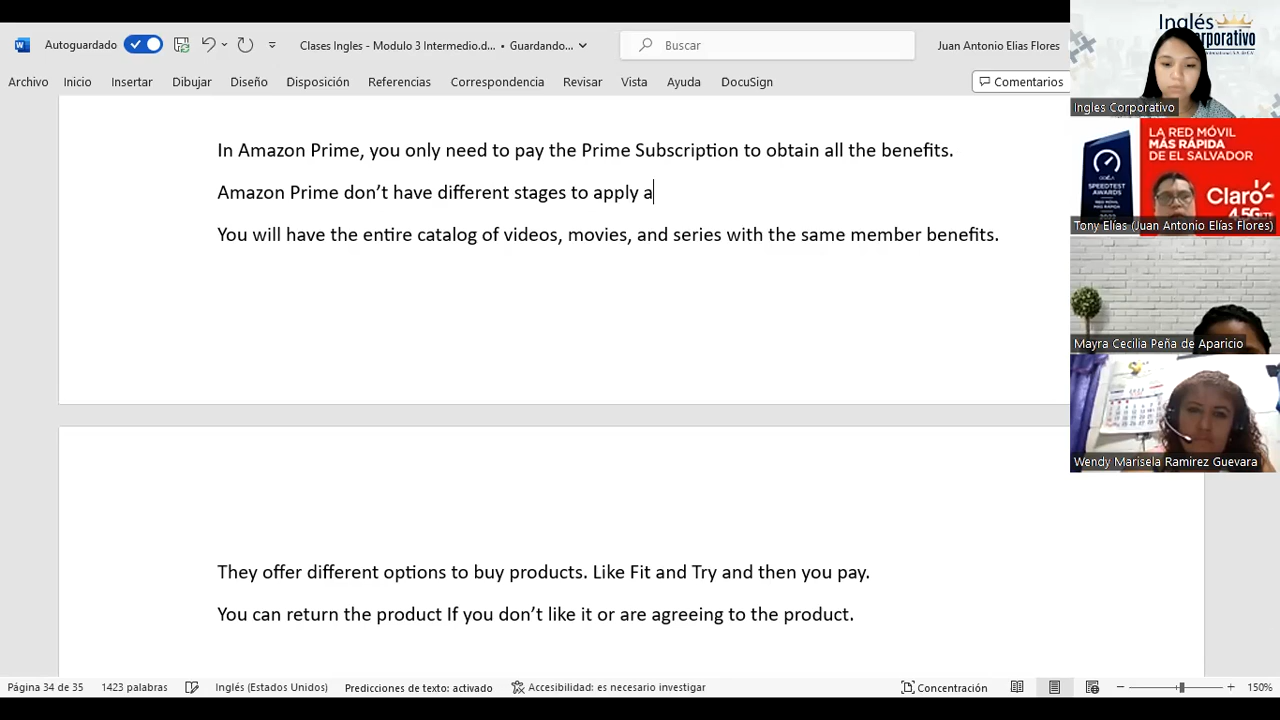 Autoguardado
Clases Ingles - Modulo 3 Intermedio.d... • Guardando...
Buscar
Juan Antonio Elias Flores
Archivo Inicio Insertar Dibujar Diseño Disposición Referencias Correspondencia Revisar Vista Ayuda DocuSign
Comentarios
In Amazon Prime, you only need to pay the Prime Subscription to obtain all the benefits.
Amazon Prime don’t have different stages to apply a
You will have the entire catalog of videos, movies, and series with the same member benefits.
They offer different options to buy products. Like Fit and Try and then you pay.
You can return the product If you don’t like it or are agreeing to the product.
Página 34 de 35 1423 palabras Inglés (Estados Unidos) Predicciones de texto: activado Accesibilidad: es necesario investigar Concentración 150%
Inglés
Ingles Corporativo
LA RED MÓVIL
MÁS RÁPIDA
DE EL SALVADOR
SPEEDTEST
AWARDS
Claro
4.5G
Tony Elías (Juan Antonio Elías Flores)
Mayra Cecilia Peña de Aparicio
Wendy Marisela Ramirez Guevara